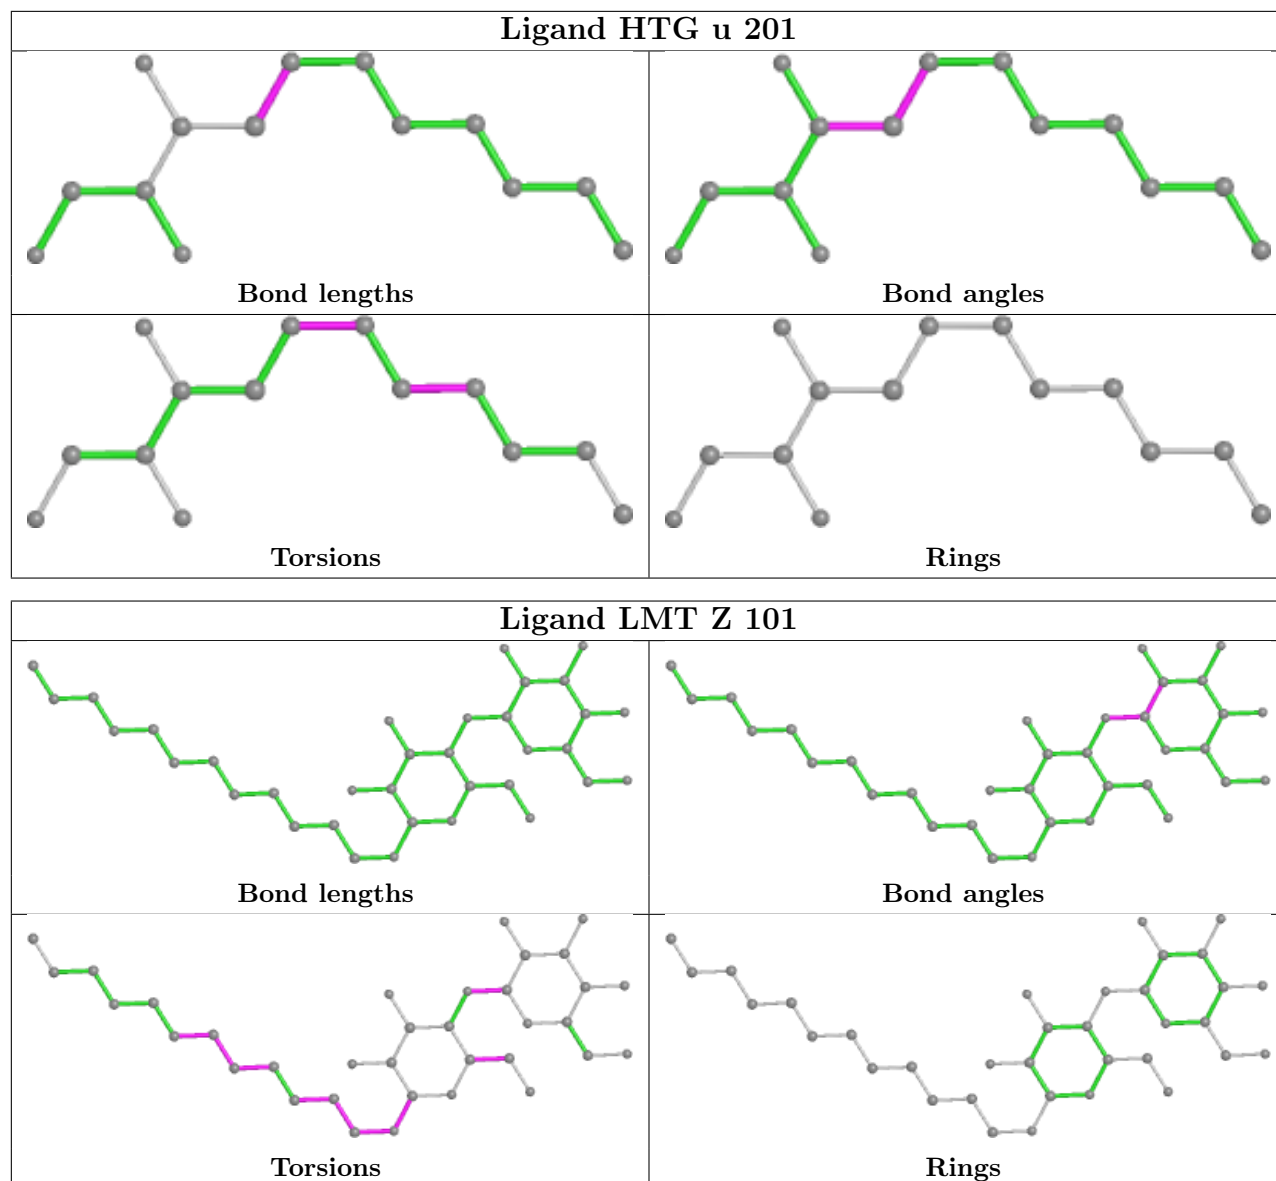 Ligand HTG u 201
Bond lengths
Bond angles
Torsions
Rings
Ligand LMT Z 101
Bond lengths
Bond angles
Torsions
Rings